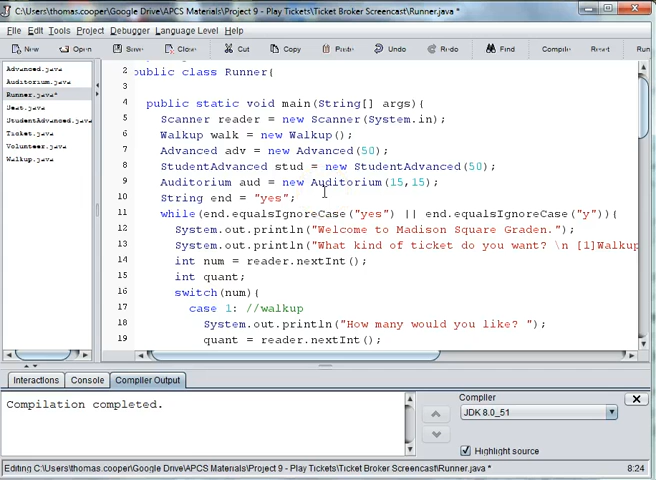 C:\Users\thomas.cooper\Google Drive\APCS Materials\Project 9 - Play Tickets\Ticket Broker Screencast\Runner.java *
File Edit Tools Project Debugger Language Level Help
New Open Save Close Cut Copy Paste Undo Redo Find Compile Reset Run
Advanced.java
Auditorium.java
Runner.java*
Seat.java
StudentAdvanced.java
Ticket.java
Volunteer.java
Walkup.java
2 public class Runner{
3
4 public static void main(String[] args){
5 Scanner reader = new Scanner(System.in);
6 Walkup walk = new Walkup();
7 Advanced adv = new Advanced(50);
8 StudentAdvanced stud = new StudentAdvanced(50);
9 Auditorium aud = new Auditorium(15,15);
10 String end = "yes";
11 while(end.equalsIgnoreCase("yes") || end.equalsIgnoreCase("y")){
12 System.out.println("Welcome to Madison Square Graden.");
13 System.out.println("What kind of ticket do you want? \n [1]Walkup
14 int num = reader.nextInt();
15 int quant;
16 switch(num){
17 case 1: //walkup
18 System.out.println("How many would you like? ");
19 quant = reader.nextInt();
Interactions Console Compiler Output
Compilation completed.
Compiler
JDK 8.0_51
Highlight source
Editing C:\Users\thomas.cooper\Google Drive\APCS Materials\Project 9 - Play Tickets\Ticket Broker Screencast\Runner.java * 8:24